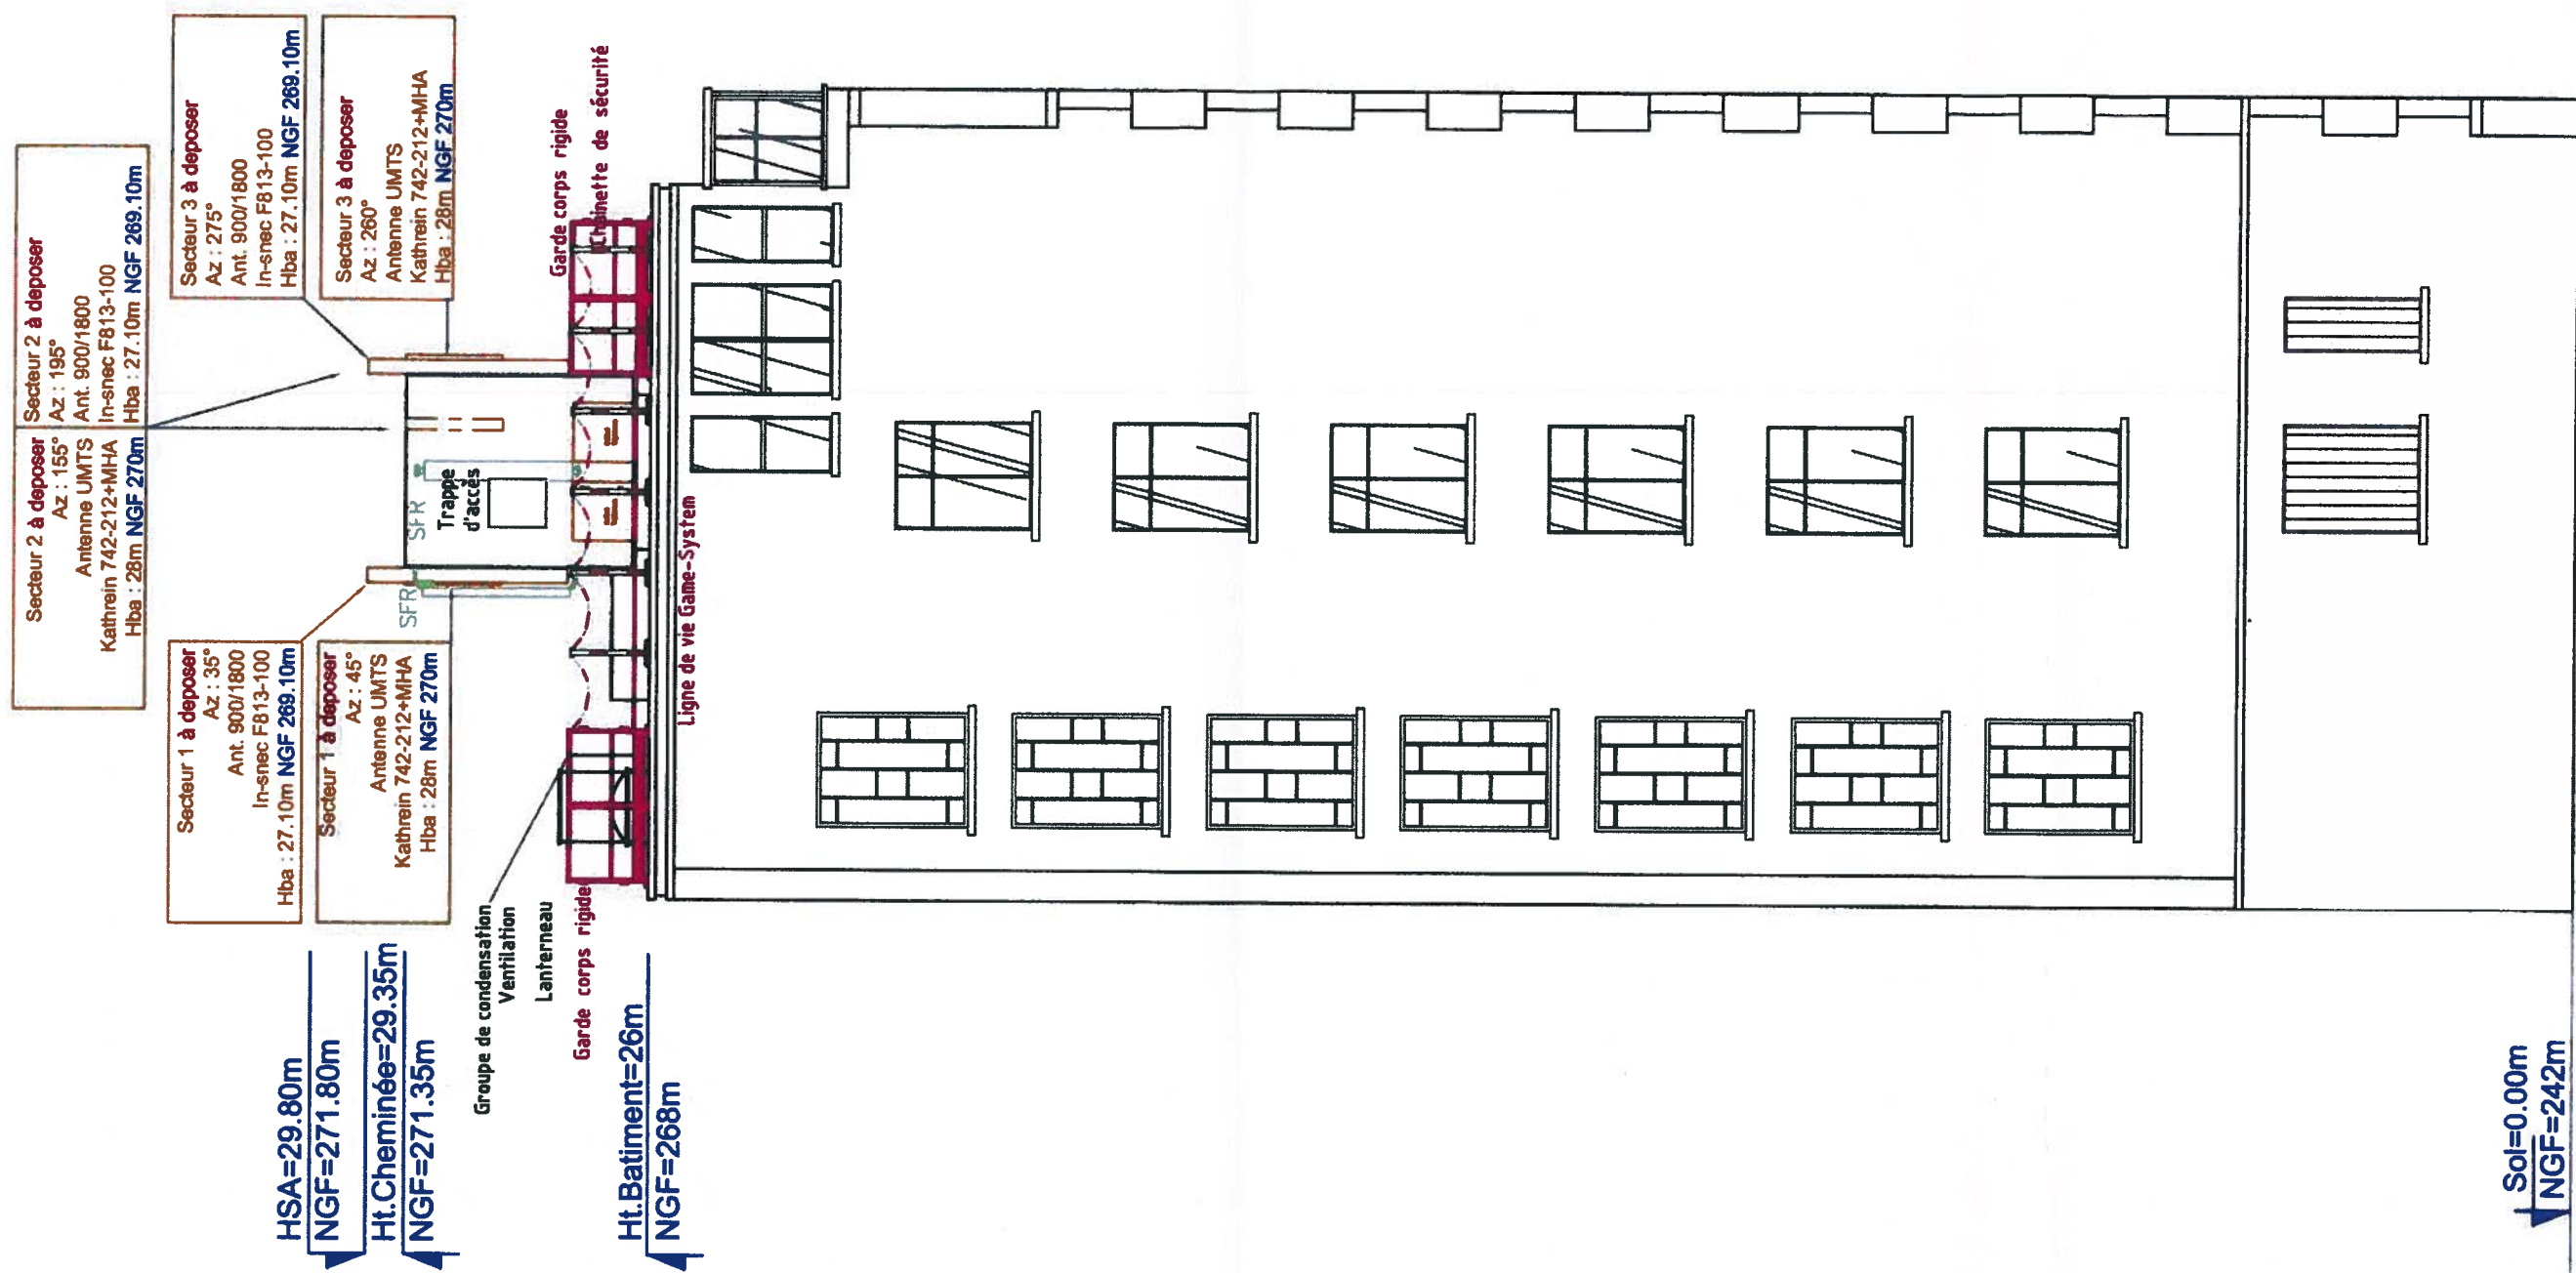 Secteur 2 à deposer
Az : 155°
Antenne UMTS
Kathrein 742-212+MHA
Hba : 28m NGF 270m
Secteur 2 à deposer
Az : 195°
Ant. 900/1800
In-snec F813-100
Hba : 27.10m NGF 269.10m
Secteur 1 à deposer
Az : 35°
Ant. 900/1800
In-snec F813-100
Hba : 27.10m NGF 269.10m
Secteur 3 à deposer
Az : 275°
Ant. 900/1800
In-snec F813-100
Hba : 27.10m NGF 269.10m
Secteur 1 à deposer
Az : 45°
Antenne UMTS
Kathrein 742-212+MHA
Hba : 28m NGF 270m
Secteur 3 à deposer
Az : 260°
Antenne UMTS
Kathrein 742-212+MHA
Hba : 28m NGF 270m
HSA=29.80m
NGF=271.80m
Ht.Cheminée=29.35m
NGF=271.35m
SFR
SFR
Trappe
d'accès
Groupe de condensation
Ventilation
Lanterneau
Garde corps rigide
Garde corps rigide
Chainette de sécurité
Ht.Batiment=26m
NGF=268m
Ligne de vie Game-System
Sol=0.00m
NGF=242m